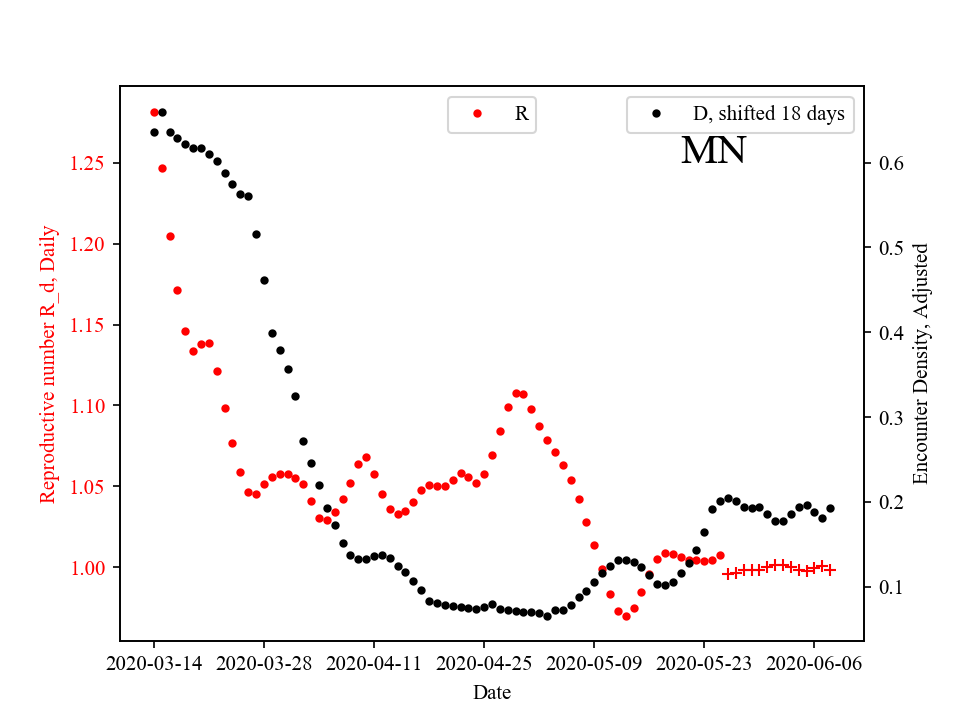 R
D, shifted 18 days
MN
Reproductive number R_d, Daily
1.25
1.20
1.15
1.10
1.05
1.00
0.6
0.5
0.4
0.3
0.2
0.1
Encounter Density, Adjusted
2020-03-14 2020-03-28 2020-04-11 2020-04-25 2020-05-09 2020-05-23 2020-06-06
Date